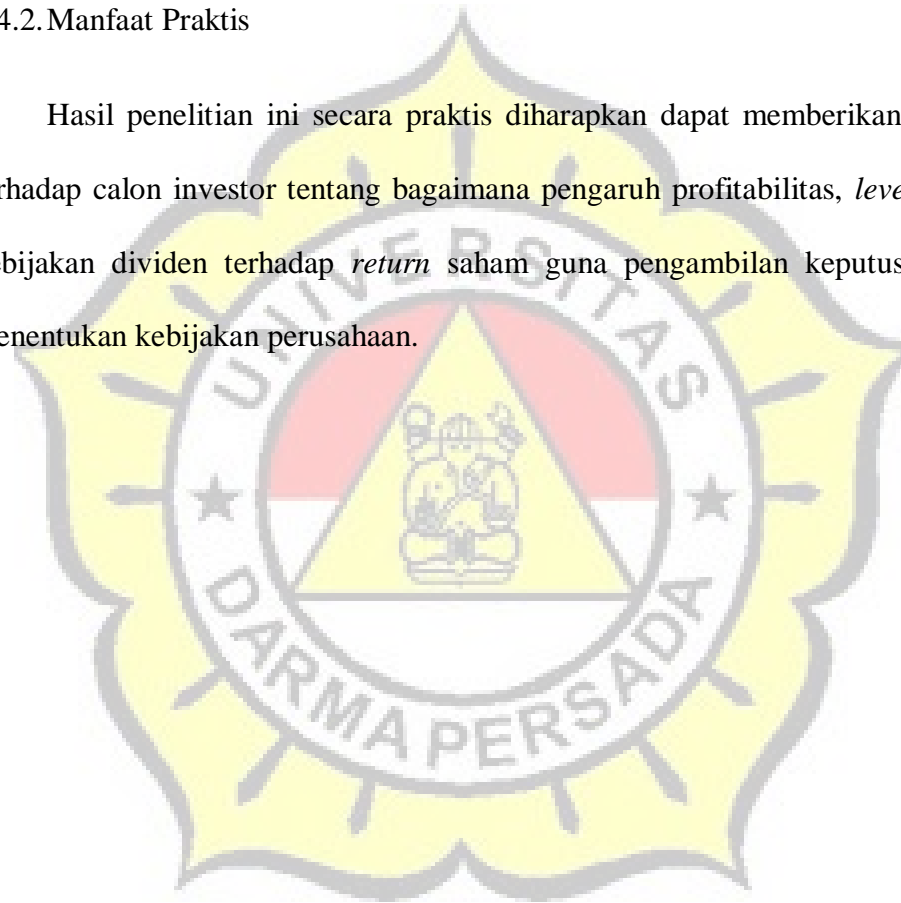 4.2. Manfaat Praktis
Hasil penelitian ini secara praktis diharapkan dapat memberikan
rhadap calon investor tentang bagaimana pengaruh profitabilitas, leve
ebijakan dividen terhadap return saham guna pengambilan keputus
enentukan kebijakan perusahaan.
UNIVERSITAS
DARMA PERSADA